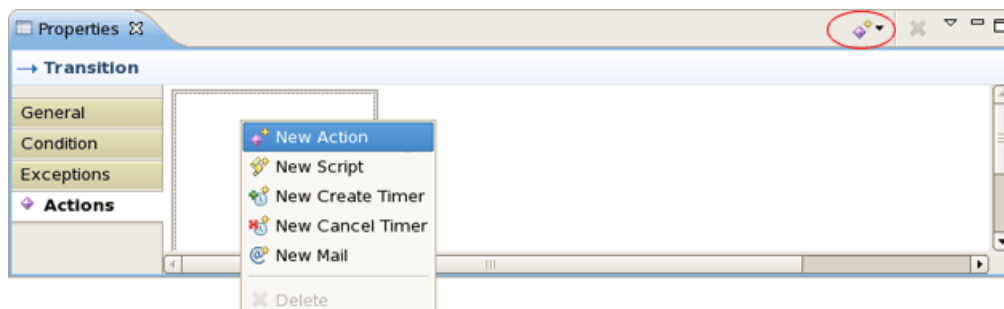 Properties
Transition
General
Condition
Exceptions
Actions
New Action
New Script
New Create Timer
New Cancel Timer
New Mail
Delete